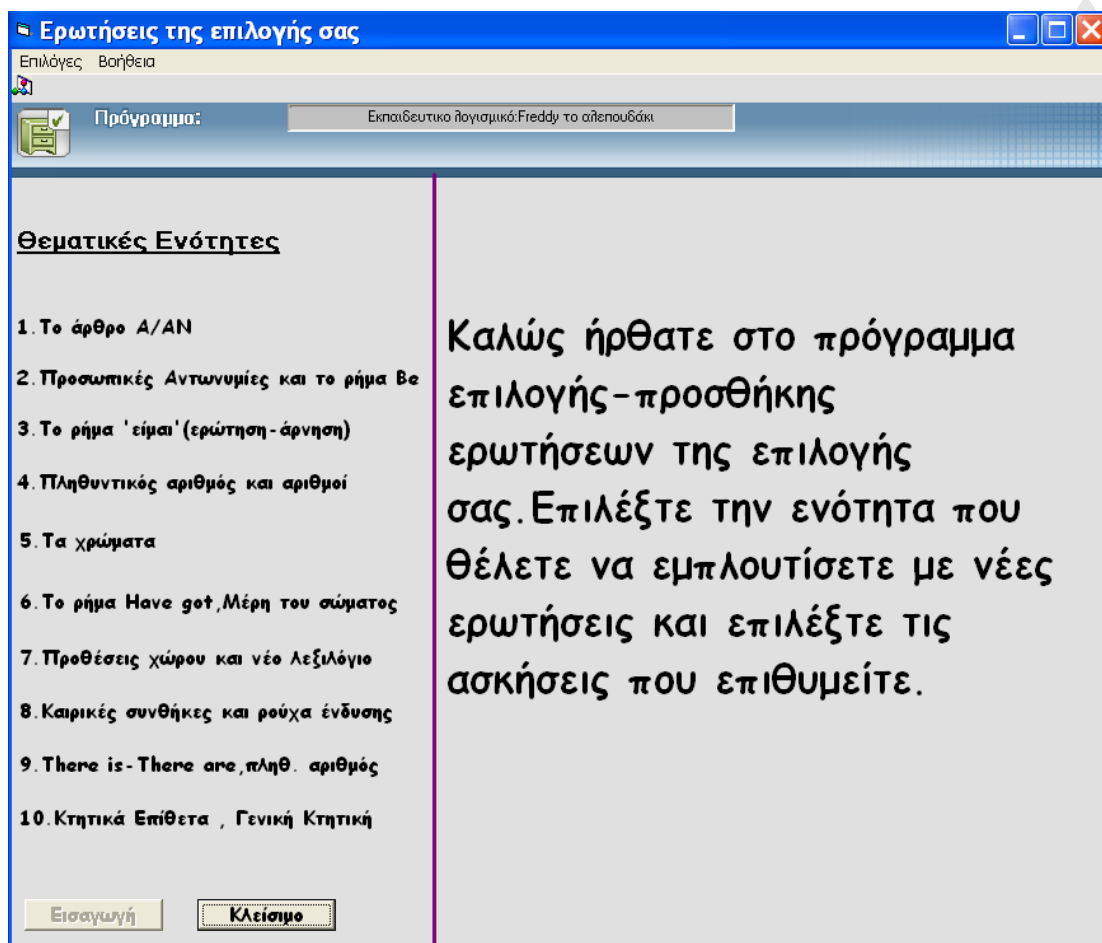 Ερωτήσεις της επιλογής σας
Επιλόγες Βοήθεια
Πρόγραμμα:
Εκπαιδευτικο λογισμικό:Freddy το αλεπουδάκι
Θεματικές Ενότητες
1.Το άρθρο A/AN
2.Προσωπικές Αντωνυμίες και το ρήμα Be
3.Το ρήμα 'είμαι'(ερώτηση-άρνηση)
4.Πληθυντικός αριθμός και αριθμοί
5.Τα χρώματα
6.Το ρήμα Have got,Μέρη του σώματος
7.Προθέσεις χώρου και νέο λεξιλόγιο
8.Καιρικές συνθήκες και ρούχα ένδυσης
9.There is-There are,πληθ. αριθμός
10.Κτητικά Επίθετα , Γενική Κτητική
Εισαγωγή Κλείσιμο
Καλώς ήρθατε στο πρόγραμμα
επιλογής-προσθήκης
ερωτήσεων της επιλογής
σας.Επιλέξτε την ενότητα που
θέλετε να εμπλουτίσετε με νέες
ερωτήσεις και επιλέξτε τις
ασκήσεις που επιθυμείτε.